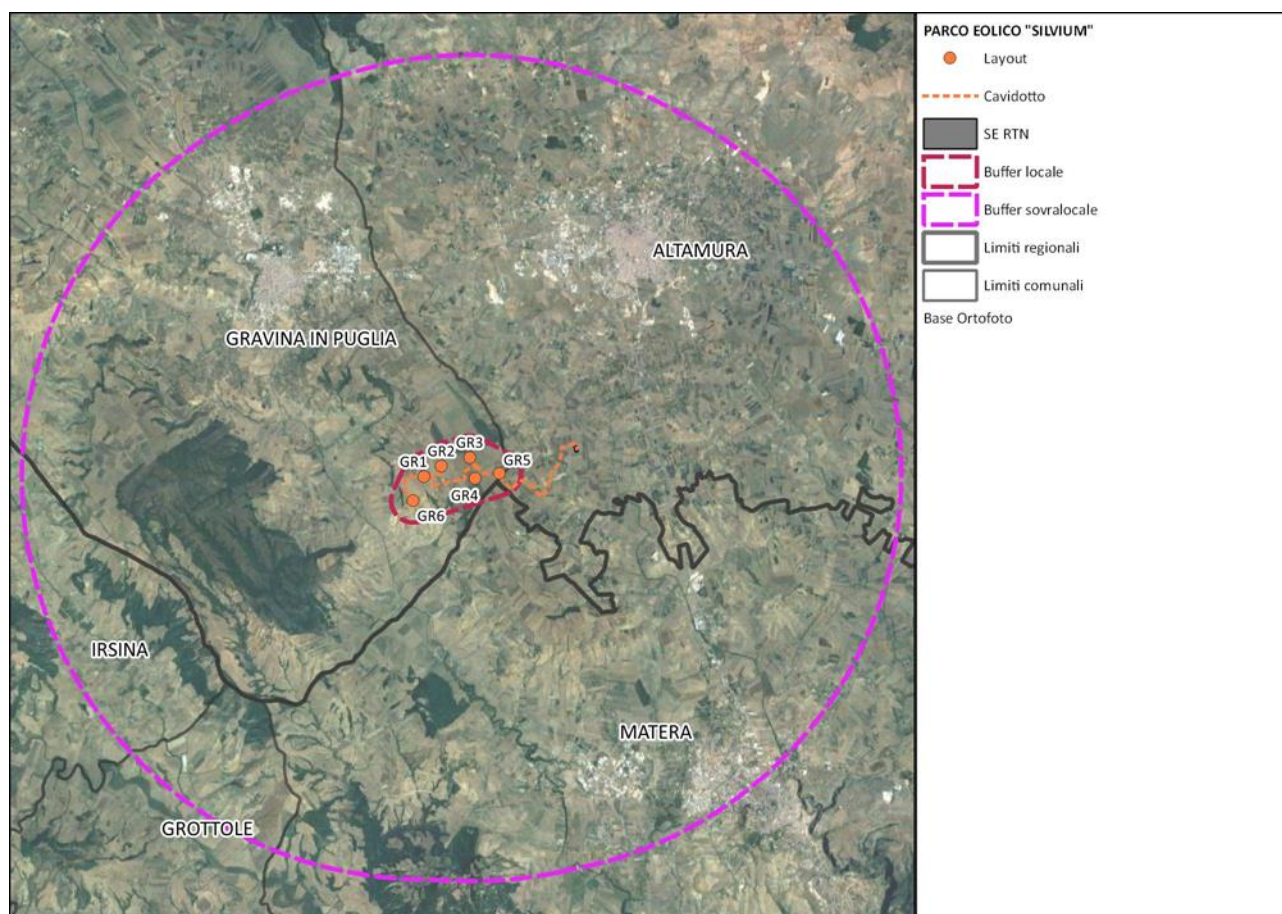 PARCO EOLICO "SILVIUM"
Layout
Cavidotto
SE RTN
Buffer locale
Buffer sovralocale
Limiti regionali
Limiti comunali
Base Ortofoto
ALTAMURA
GRAVINA IN PUGLIA
GR3
GR2
GR1
GR5
GR4
GR6
IRSINA
MATERA
GROTTOLE